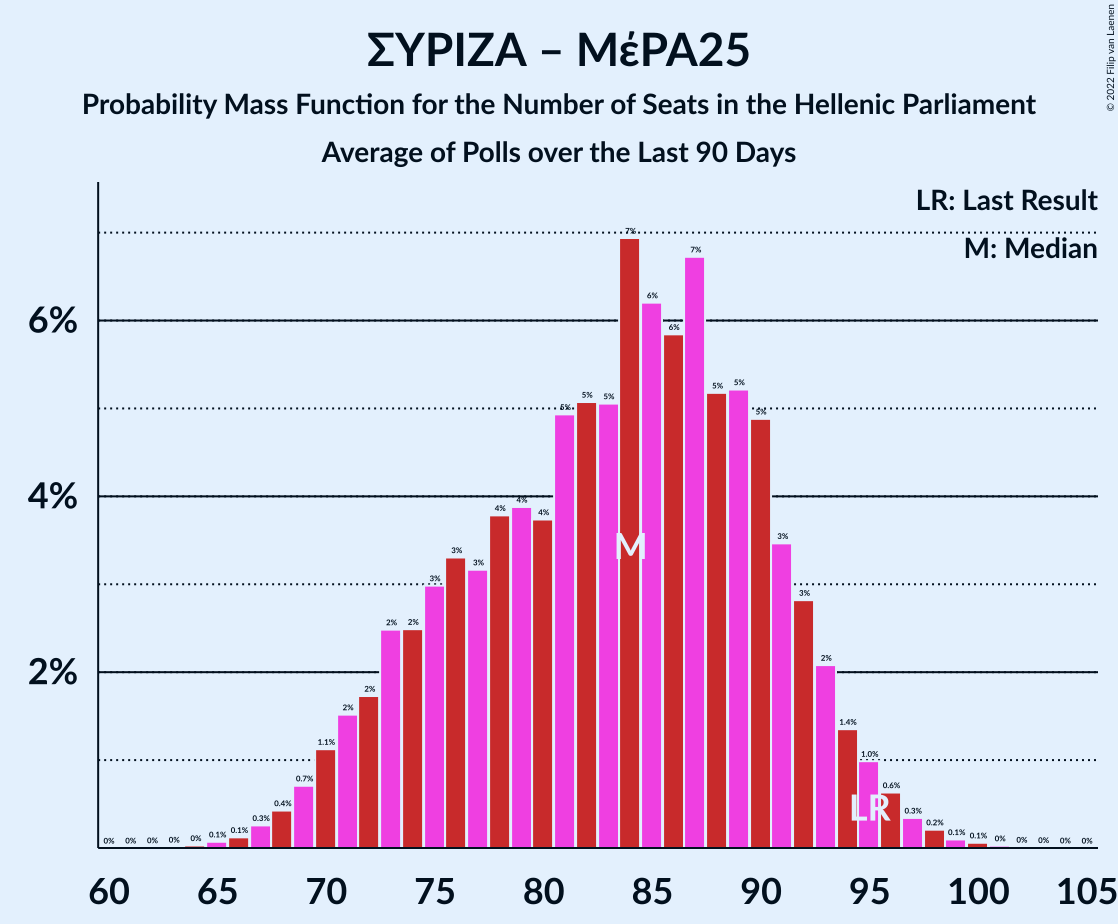 ΣΥΡΙΖΑ – ΜέΡΑ25
Probability Mass Function for the Number of Seats in the Hellenic Parliament
Average of Polls over the Last 90 Days
© 2022 Filip van Laenen
LR: Last Result
M: Median
6%
4%
2%
0% 0% 0% 0% 0% 0.1% 0.1% 0.3% 0.4% 0.7% 1.1% 2% 2% 2% 2% 3% 3% 3% 4% 4% 4% 5% 5% 5% 7% 6% 6% 7% 5% 5% 5% 3% 3% 2% 1.4% 1.0% 0.6% 0.3% 0.2% 0.1% 0.1% 0% 0% 0% 0% 0%
M
LR
60 65 70 75 80 85 90 95 100 105